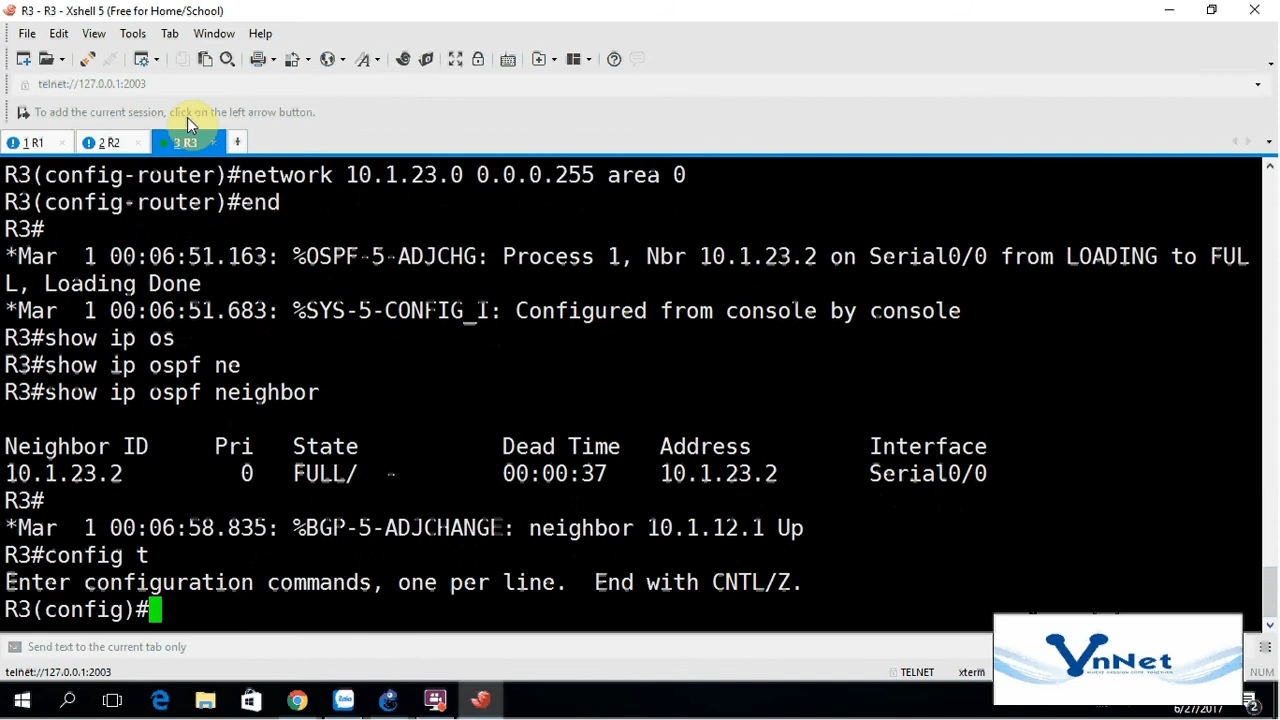 R3 - R3 - Xshell 5 (Free for Home/School)
File Edit View Tools Tab Window Help
telnet://127.0.0.1:2003
To add the current session, click on the left arrow button.
1 R1 2 R2 3 R3
R3(config-router)#network 10.1.23.0 0.0.0.255 area 0
R3(config-router)#end
R3#
*Mar 1 00:06:51.163: %OSPF-5-ADJCHG: Process 1, Nbr 10.1.23.2 on Serial0/0 from LOADING to FUL
L, Loading Done
*Mar 1 00:06:51.683: %SYS-5-CONFIG_I: Configured from console by console
R3#show ip os
R3#show ip ospf ne
R3#show ip ospf neighbor
Neighbor ID Pri State Dead Time Address Interface
10.1.23.2 0 FULL/ - 00:00:37 10.1.23.2 Serial0/0
R3#
*Mar 1 00:06:58.835: %BGP-5-ADJCHANGE: neighbor 10.1.12.1 Up
R3#config t
Enter configuration commands, one per line. End with CNTL/Z.
R3(config)#
Send text to the current tab only
telnet://127.0.0.1:2003 TELNET xterm NUM
VnNet
6/27/2017 2